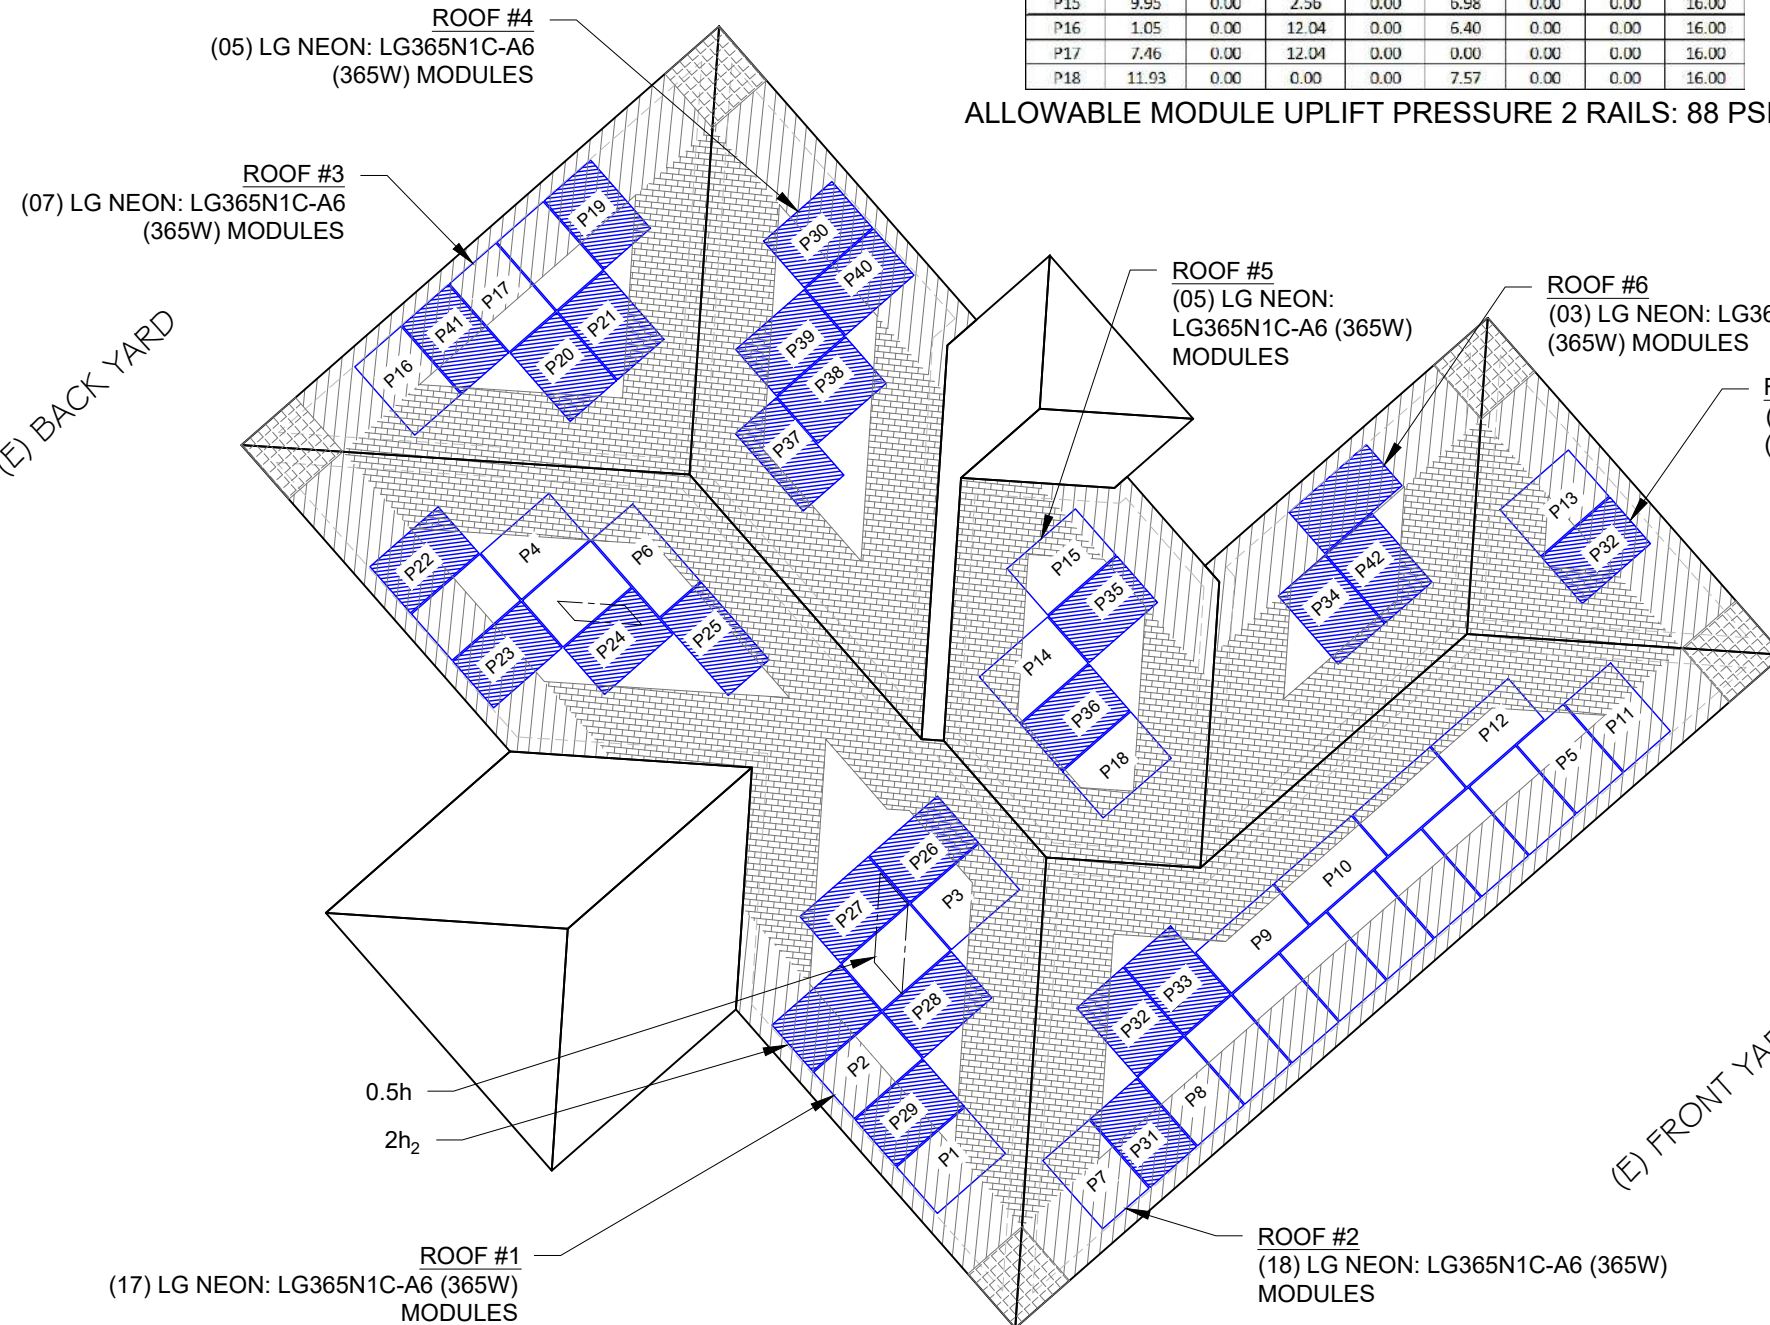 P15 9.95 0.00 2.56 0.00 6.98 0.00 0.00 16.00
P16 1.05 0.00 12.04 0.00 6.40 0.00 0.00 16.00
P17 7.46 0.00 12.04 0.00 0.00 0.00 0.00 16.00
P18 11.93 0.00 0.00 0.00 7.57 0.00 0.00 16.00
ALLOWABLE MODULE UPLIFT PRESSURE 2 RAILS: 88 PS
ROOF #4
(05) LG NEON: LG365N1C-A6
(365W) MODULES
ROOF #3
(07) LG NEON: LG365N1C-A6
(365W) MODULES
ROOF #5
(05) LG NEON:
LG365N1C-A6 (365W)
MODULES
ROOF #6
(03) LG NEON: LG36
(365W) MODULES
(
(
(E) BACK YARD
P19
P17
P41
P16
P21
P20
P30
P40
P39
P38
P37
P22
P4
P6
P23
P24
P25
P15
P35
P14
P36
P18
P42
P34
P13
P32
P12
P11
P5
P10
P9
P33
P32
P8
P31
P7
P26
P27
P3
P28
P2
P29
P1
0.5h
2h₂
(E) FRONT YA
ROOF #1
(17) LG NEON: LG365N1C-A6 (365W)
MODULES
ROOF #2
(18) LG NEON: LG365N1C-A6 (365W)
MODULES